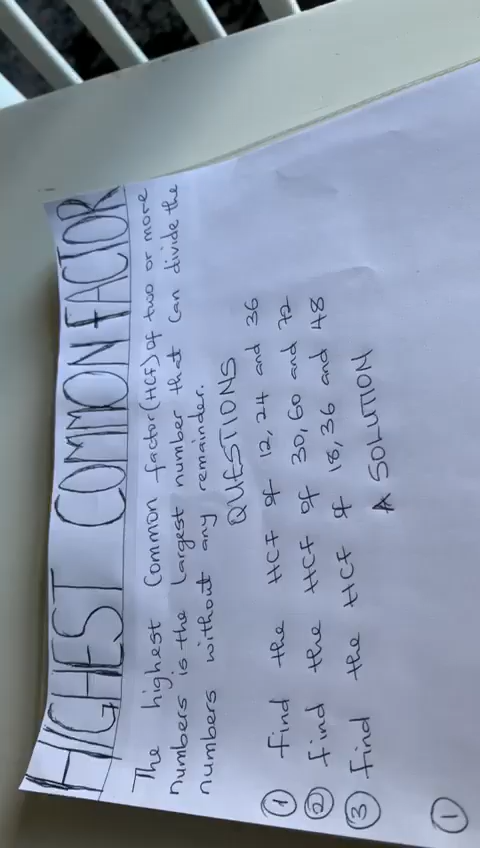 HIGHEST COMMON FACTOR
The highest Common factor (HCF) of two or more
numbers is the largest number that can divide the
numbers without any remainder.
QUESTIONS
① find the HCF of 12, 24 and 36
② find the HCF of 30, 60 and 72
③ find the HCF of 18, 36 and 48
A SOLUTION
①